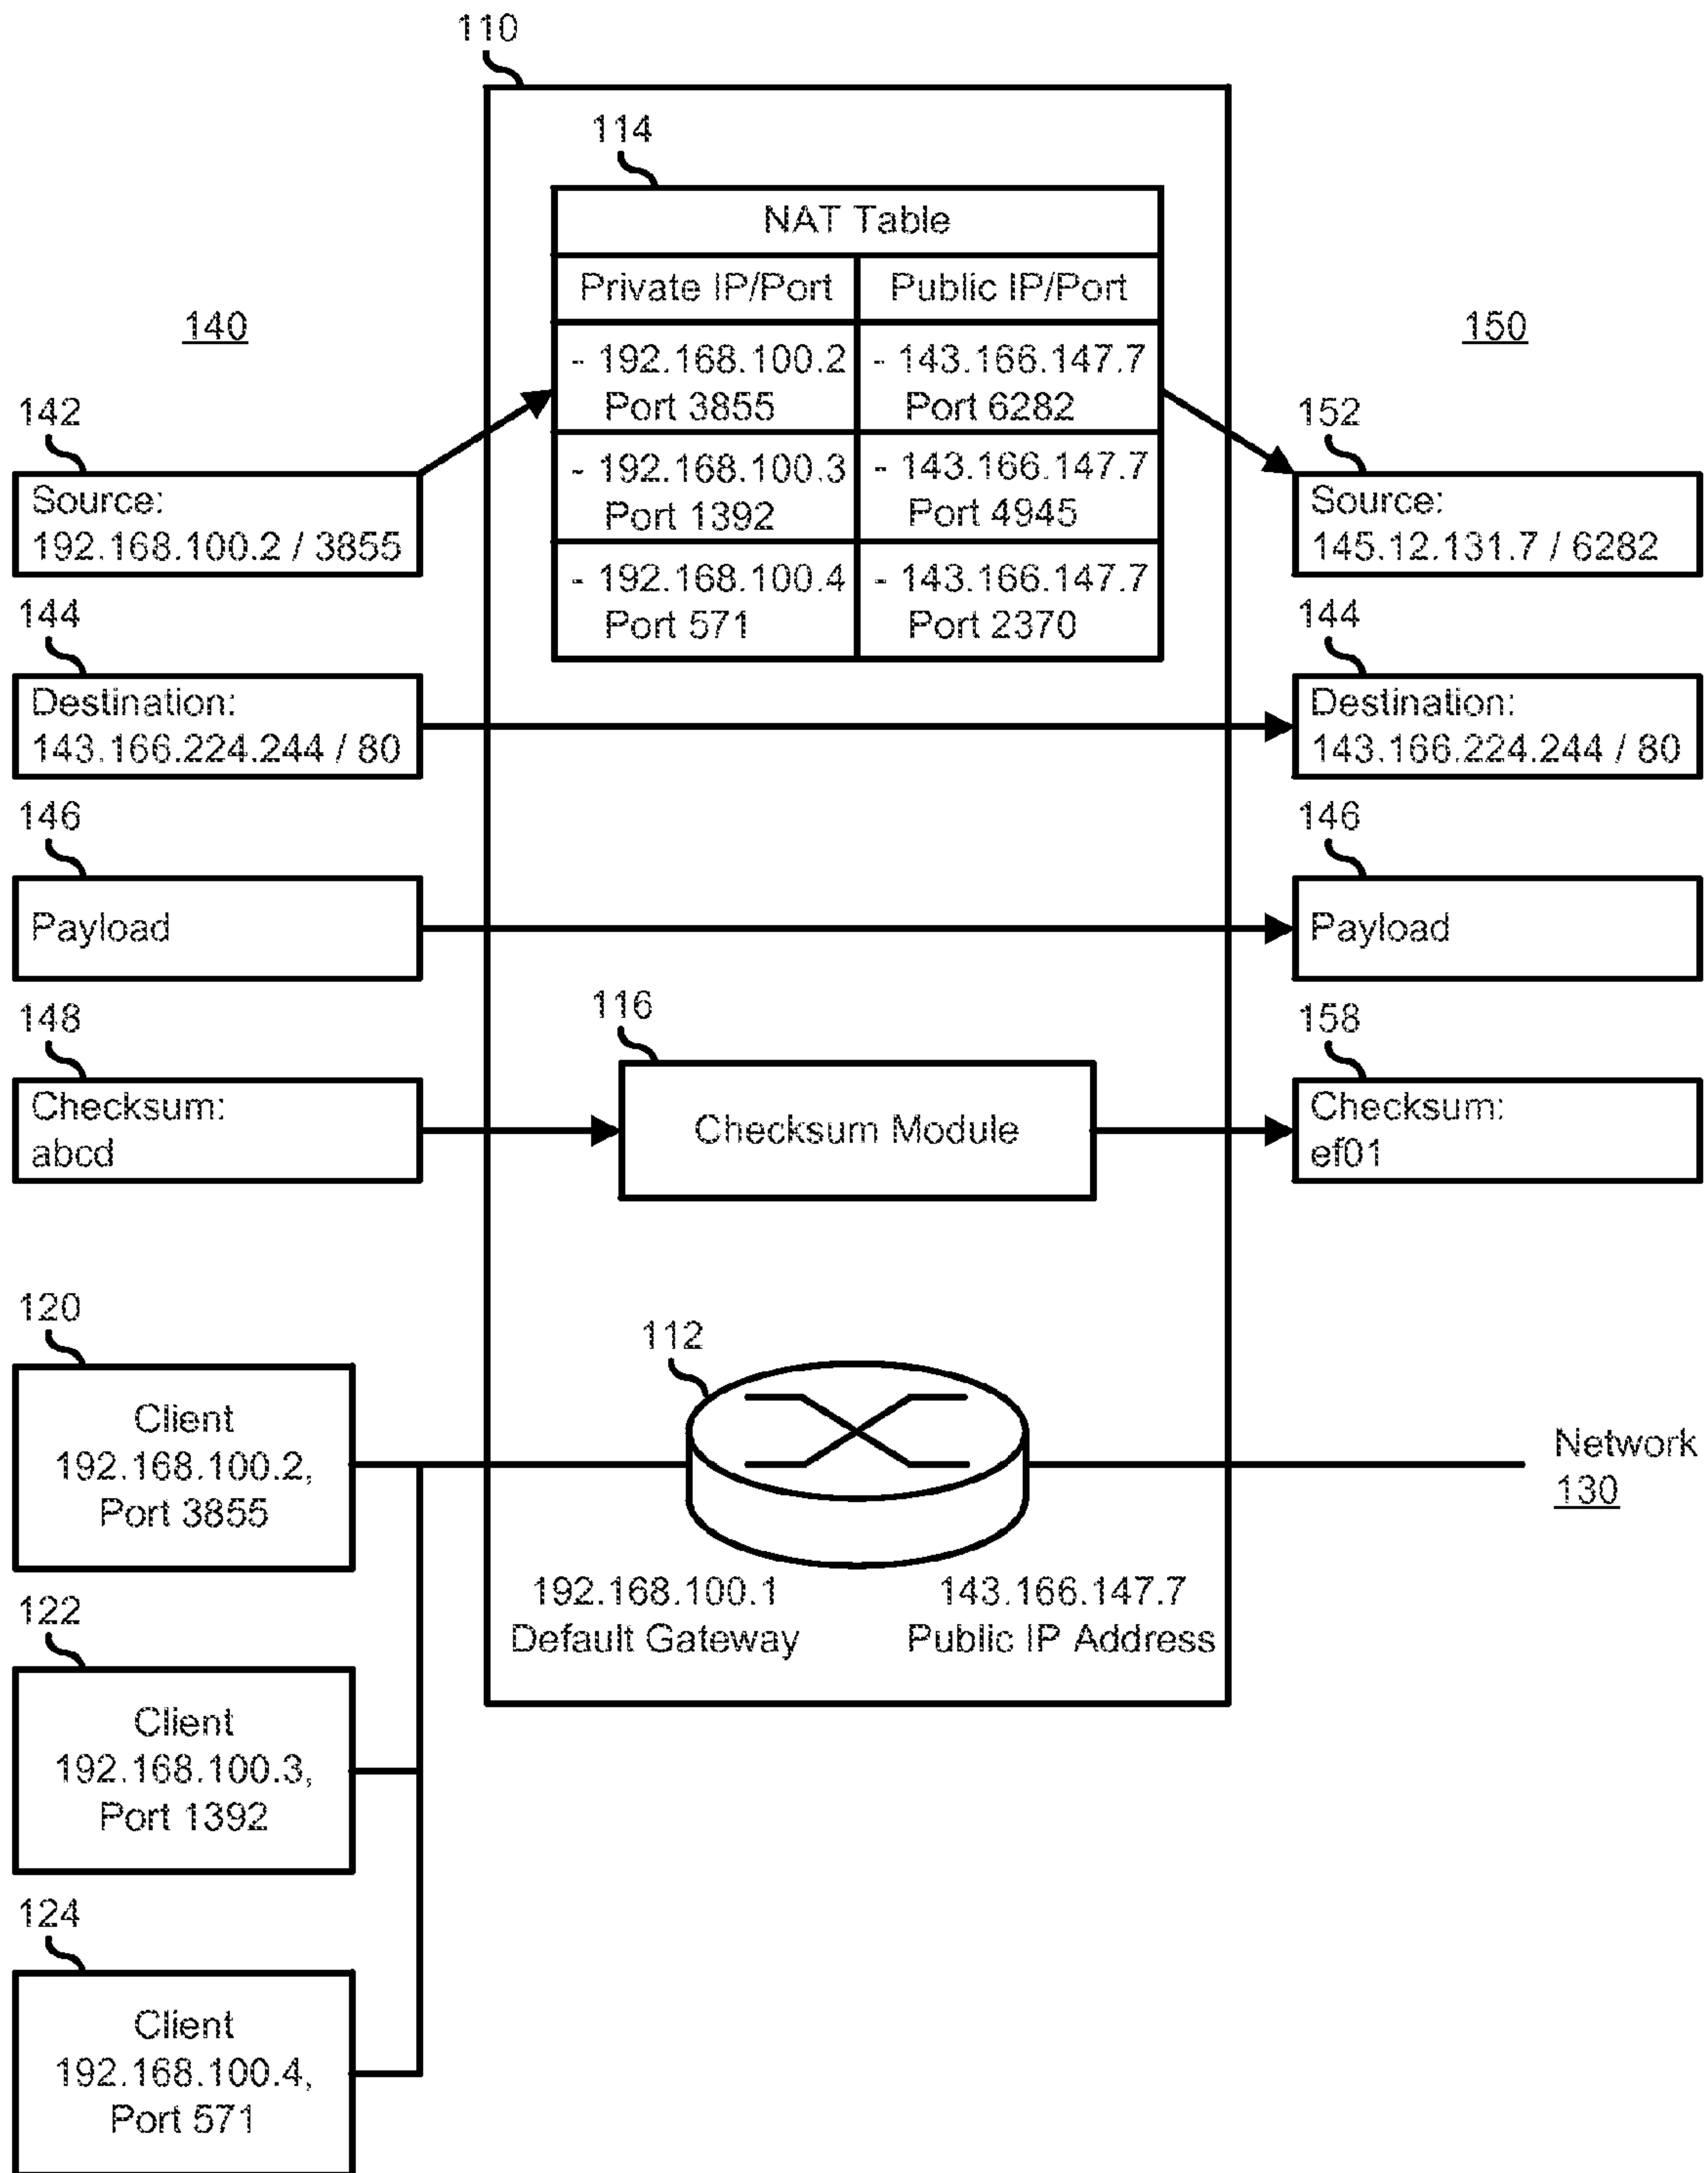 110
114
NAT Table
Private IP/Port
Public IP/Port
- 192.168.100.2
Port 3855
- 143.166.147.7
Port 6282
- 192.168.100.3
Port 1392
- 143.166.147.7
Port 4945
- 192.168.100.4
Port 571
- 143.166.147.7
Port 2370
140
150
142
Source:
192.168.100.2 / 3855
152
Source:
145.12.131.7 / 6282
144
Destination:
143.166.224.244 / 80
144
Destination:
143.166.224.244 / 80
146
Payload
146
Payload
148
Checksum:
abcd
116
Checksum Module
158
Checksum:
ef01
120
Client
192.168.100.2,
Port 3855
112
192.168.100.1
Default Gateway
143.166.147.7
Public IP Address
Network
130
122
Client
192.168.100.3,
Port 1392
124
Client
192.168.100.4,
Port 571